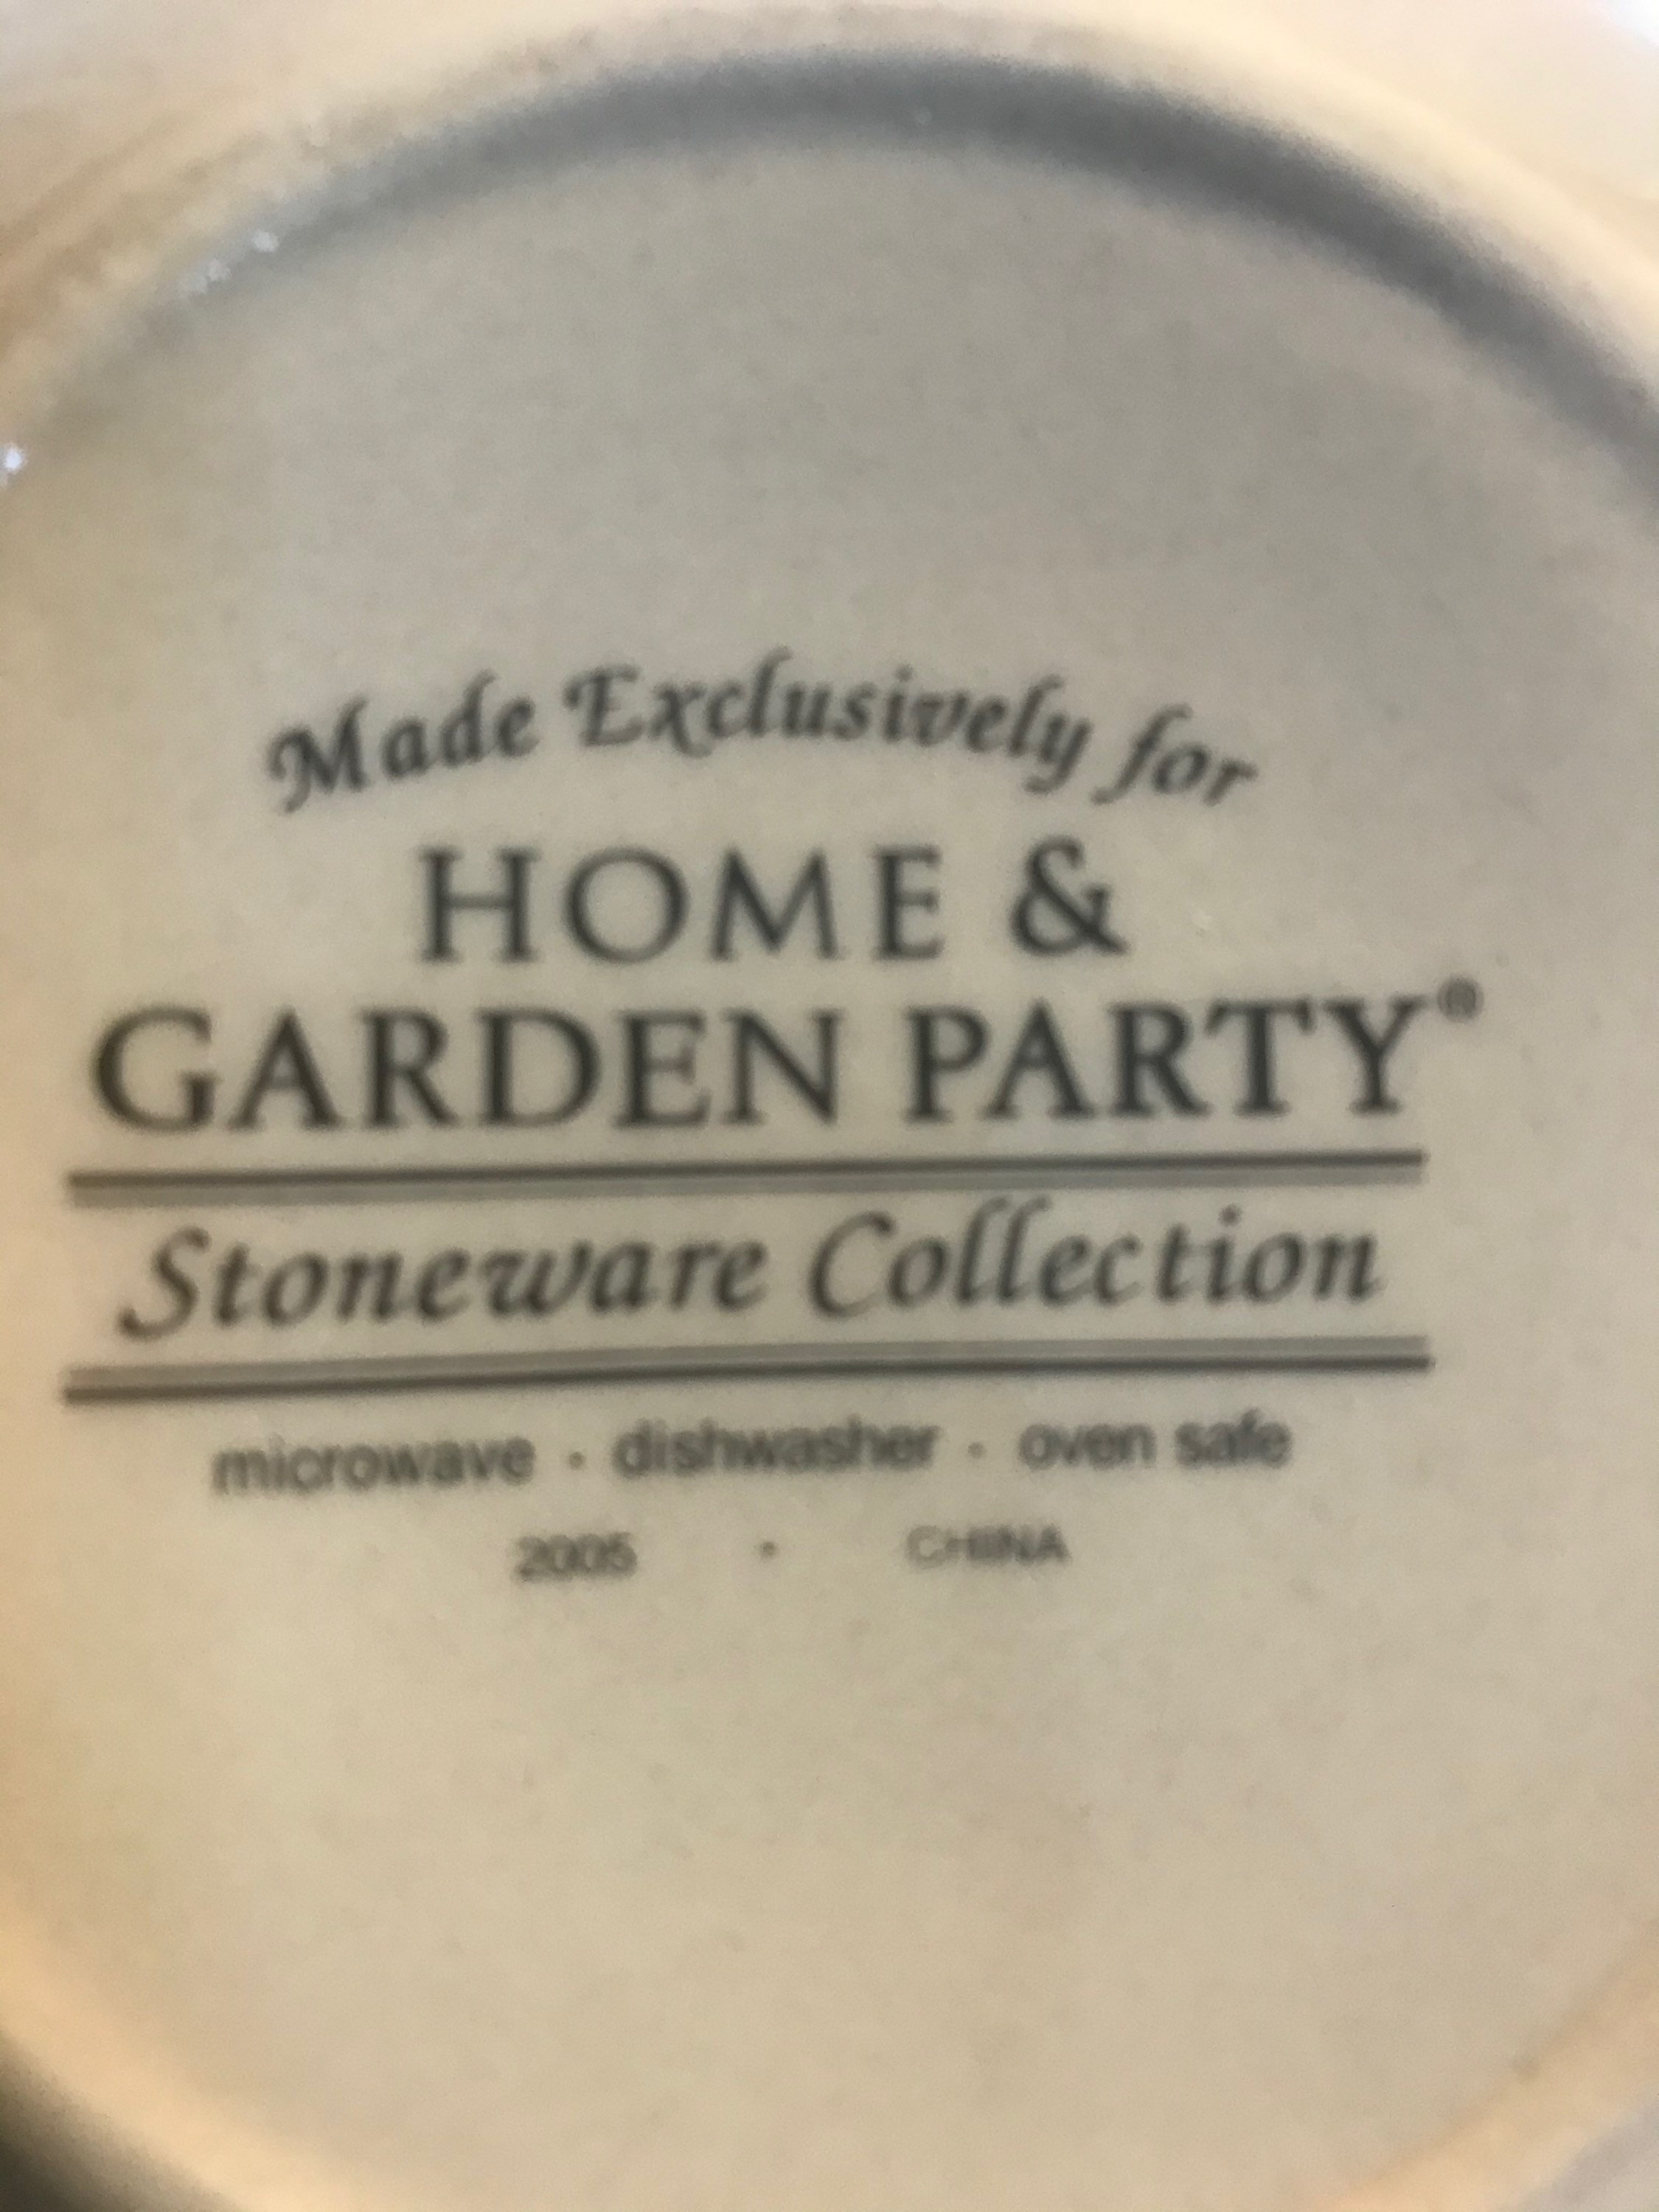 Made Exclusively for
HOME &
GARDEN PARTY®
Stoneware Collection
microwave · dishwasher · oven safe
2005 · CHINA